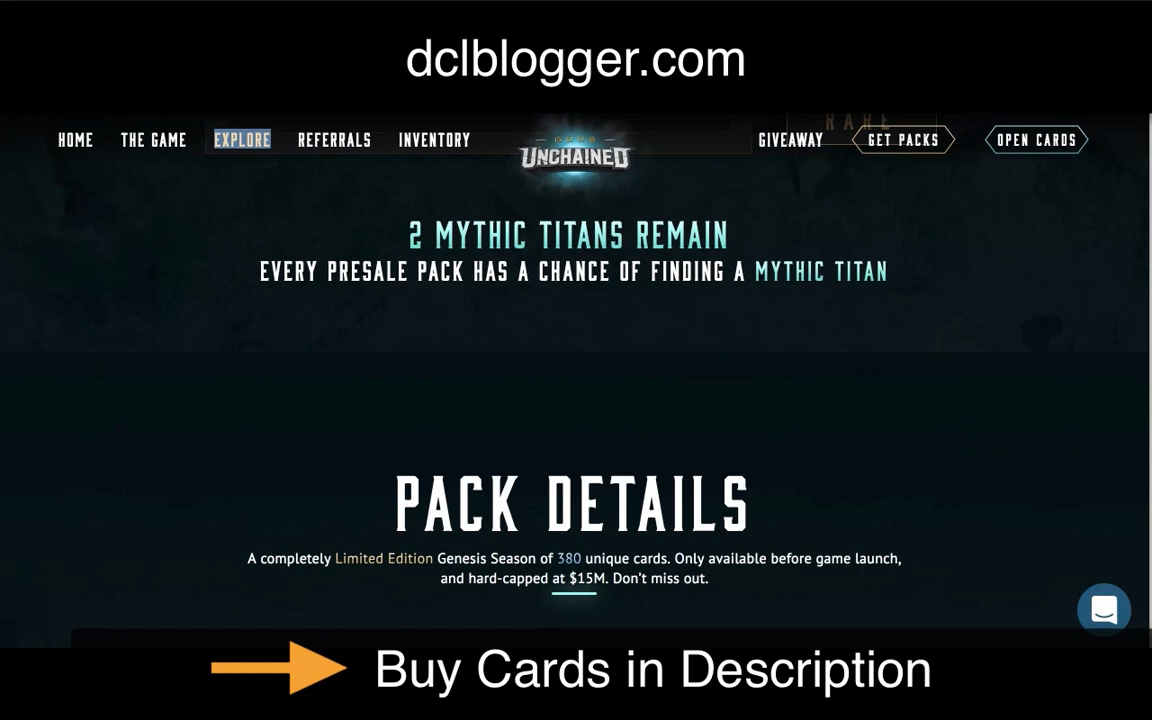 dclblogger.com
RARE
HOME THE GAME EXPLORE REFERRALS INVENTORY GODS UNCHAINED GIVEAWAY GET PACKS OPEN CARDS
2 MYTHIC TITANS REMAIN
EVERY PRESALE PACK HAS A CHANCE OF FINDING A MYTHIC TITAN
PACK DETAILS
A completely Limited Edition Genesis Season of 380 unique cards. Only available before game launch,
and hard-capped at $15M. Don't miss out.
Buy Cards in Description